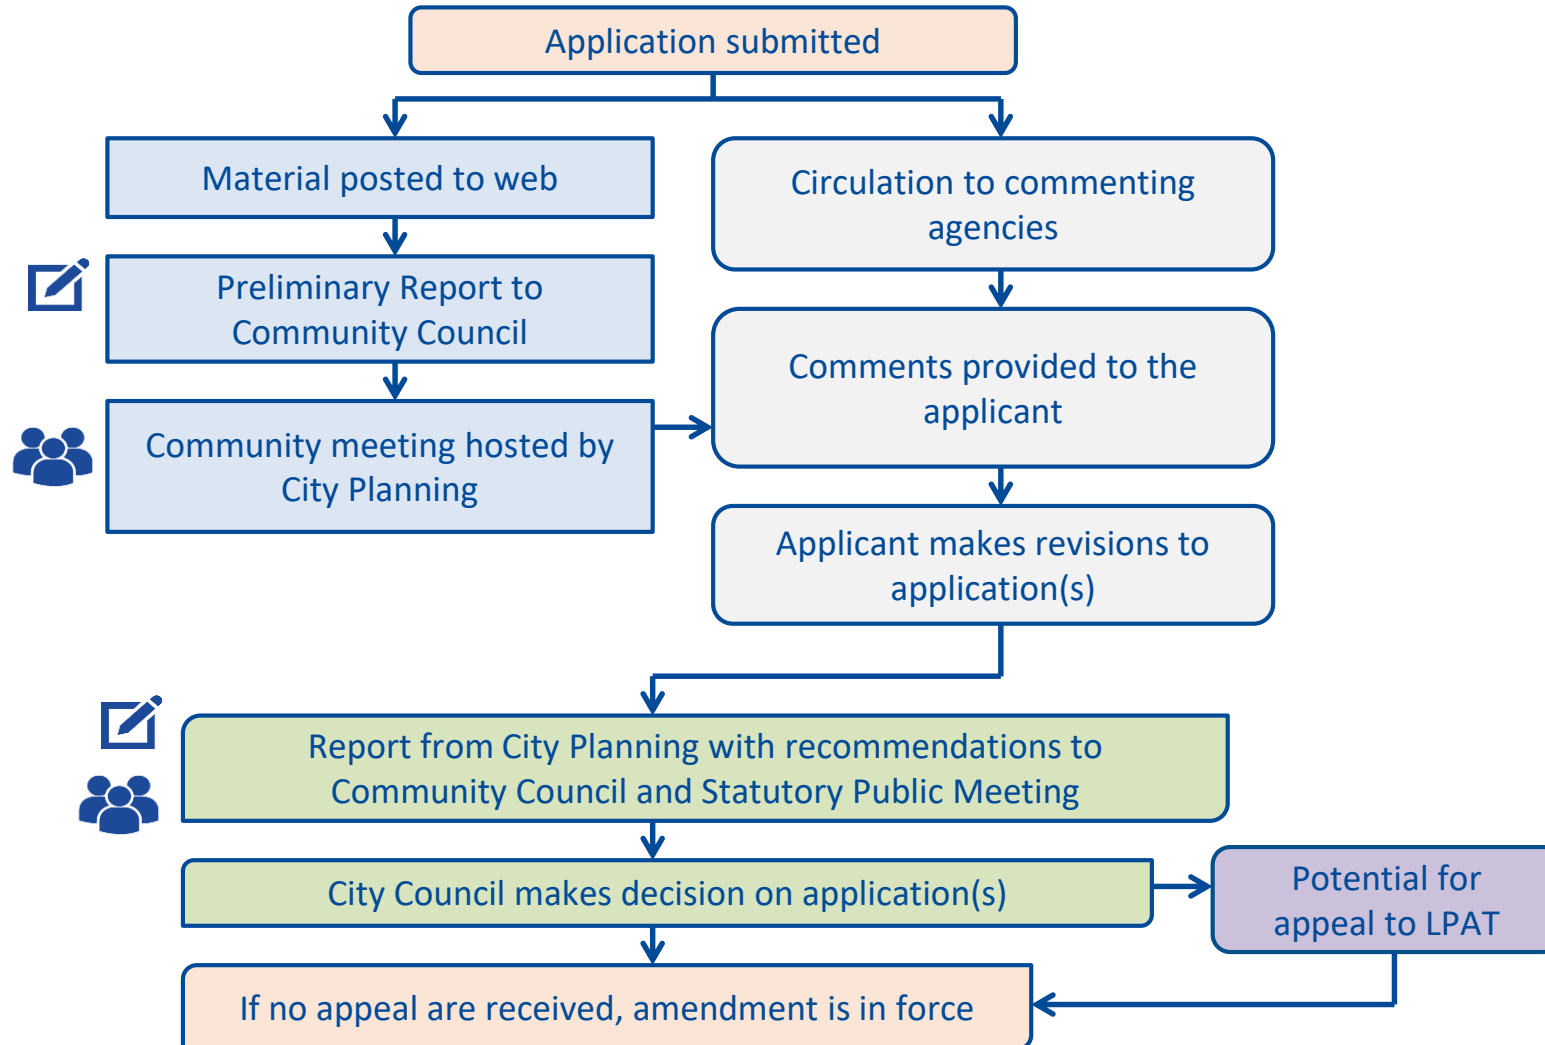 Application submitted
Material posted to web
Preliminary Report to
Community Council
Community meeting hosted by
City Planning
Circulation to commenting
agencies
Comments provided to the
applicant
Applicant makes revisions to
application(s)
Report from City Planning with recommendations to
Community Council and Statutory Public Meeting
City Council makes decision on application(s)
Potential for
appeal to LPAT
If no appeal are received, amendment is in force